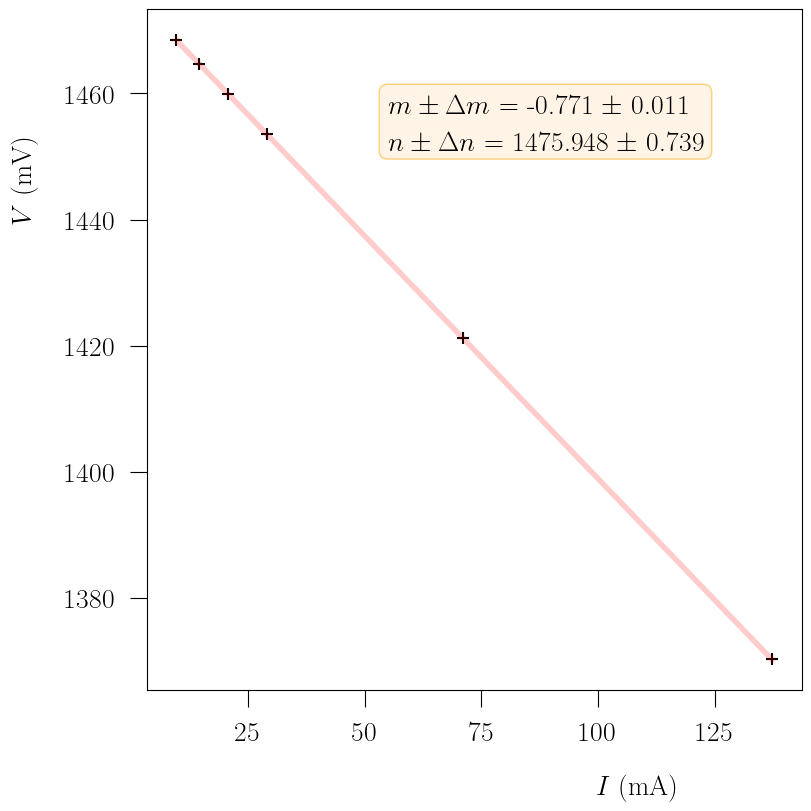 1460
1440
1420
1400
1380
V (mV)
m ± Δm = -0.771 ± 0.011
n ± Δn = 1475.948 ± 0.739
25 50 75 100 125
I (mA)